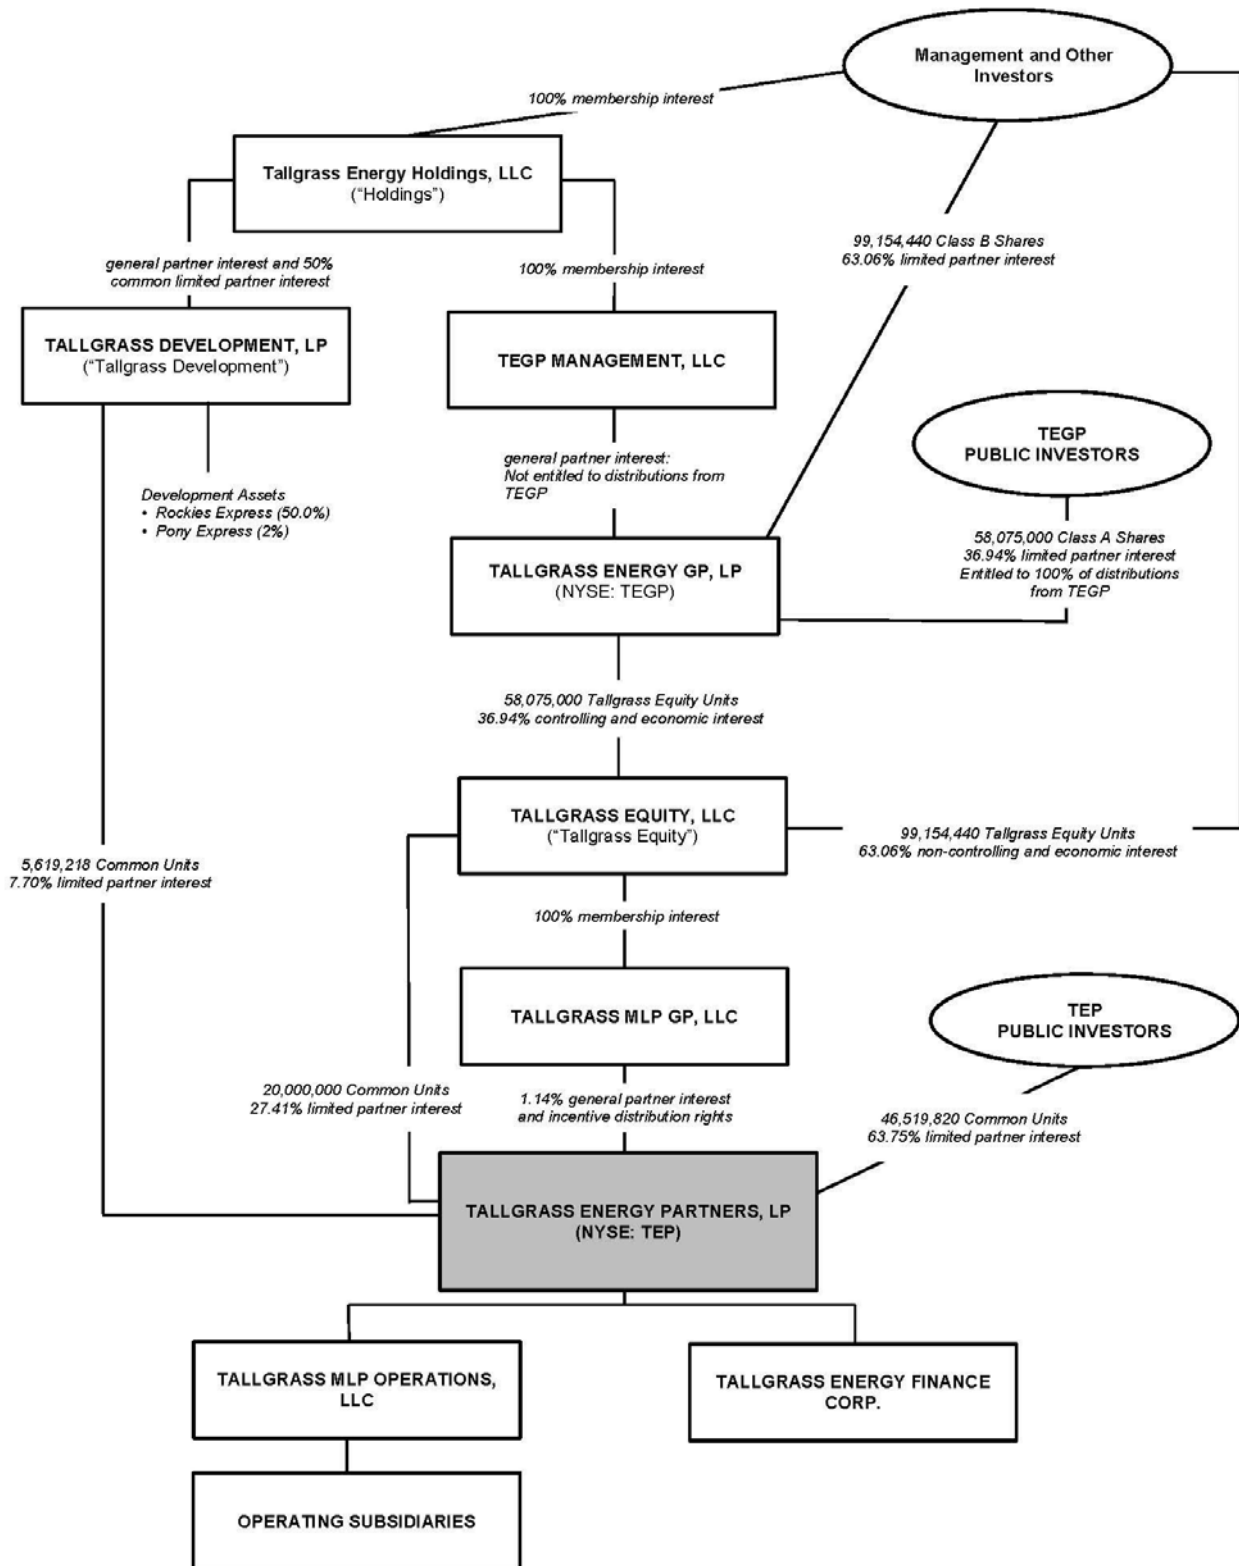 Management and Other
Investors
100% membership interest
Tallgrass Energy Holdings, LLC
("Holdings")
99,154,440 Class B Shares
63.06% limited partner interest
general partner interest and 50%
common limited partner interest
100% membership interest
TALLGRASS DEVELOPMENT, LP
("Tallgrass Development")
TEGP MANAGEMENT, LLC
TEGP
PUBLIC INVESTORS
general partner interest:
Not entitled to distributions from
TEGP
Development Assets
• Rockies Express (50.0%)
• Pony Express (2%)
58,075,000 Class A Shares
36.94% limited partner interest
Entitled to 100% of distributions
from TEGP
TALLGRASS ENERGY GP, LP
(NYSE: TEGP)
58,075,000 Tallgrass Equity Units
36.94% controlling and economic interest
TALLGRASS EQUITY, LLC
("Tallgrass Equity")
99,154,440 Tallgrass Equity Units
63.06% non-controlling and economic interest
5,619,218 Common Units
7.70% limited partner interest
100% membership interest
TALLGRASS MLP GP, LLC
TEP
PUBLIC INVESTORS
20,000,000 Common Units
27.41% limited partner interest
1.14% general partner interest
and incentive distribution rights
46,519,820 Common Units
63.75% limited partner interest
TALLGRASS ENERGY PARTNERS, LP
(NYSE: TEP)
TALLGRASS MLP OPERATIONS,
LLC
TALLGRASS ENERGY FINANCE
CORP.
OPERATING SUBSIDIARIES